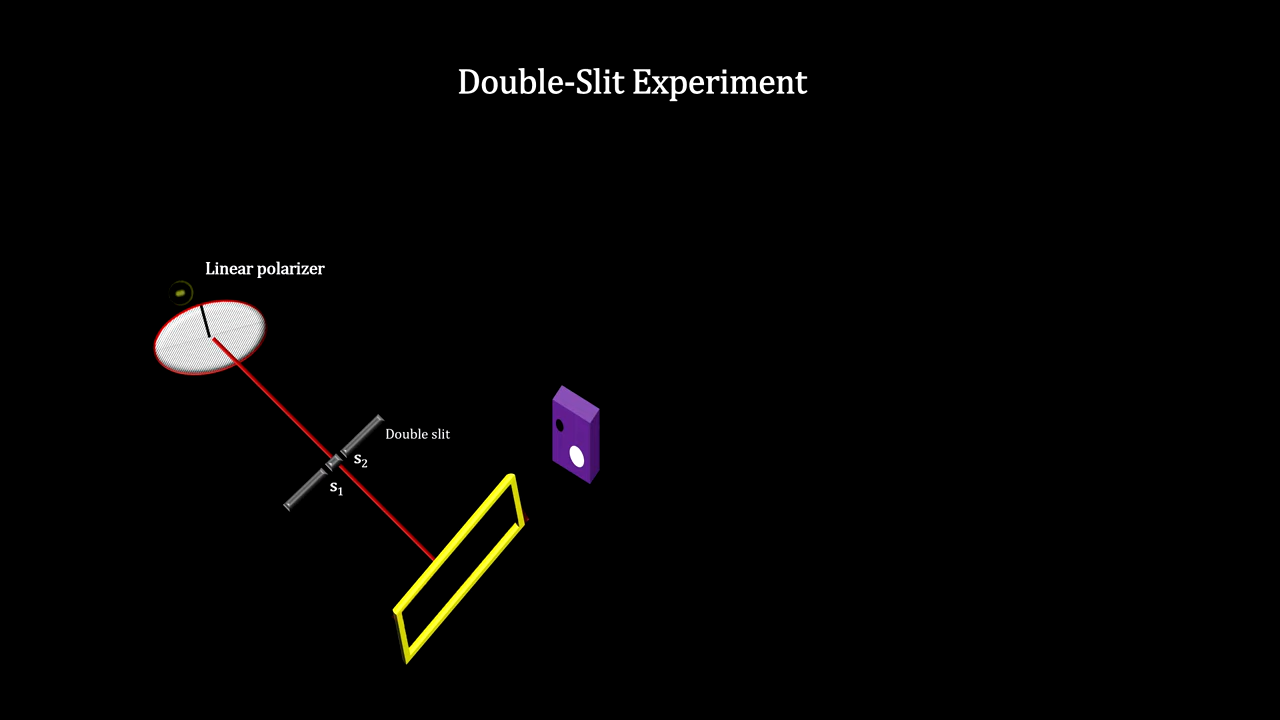 Double-Slit Experiment
Linear polarizer
Double slit
s₂
s₁